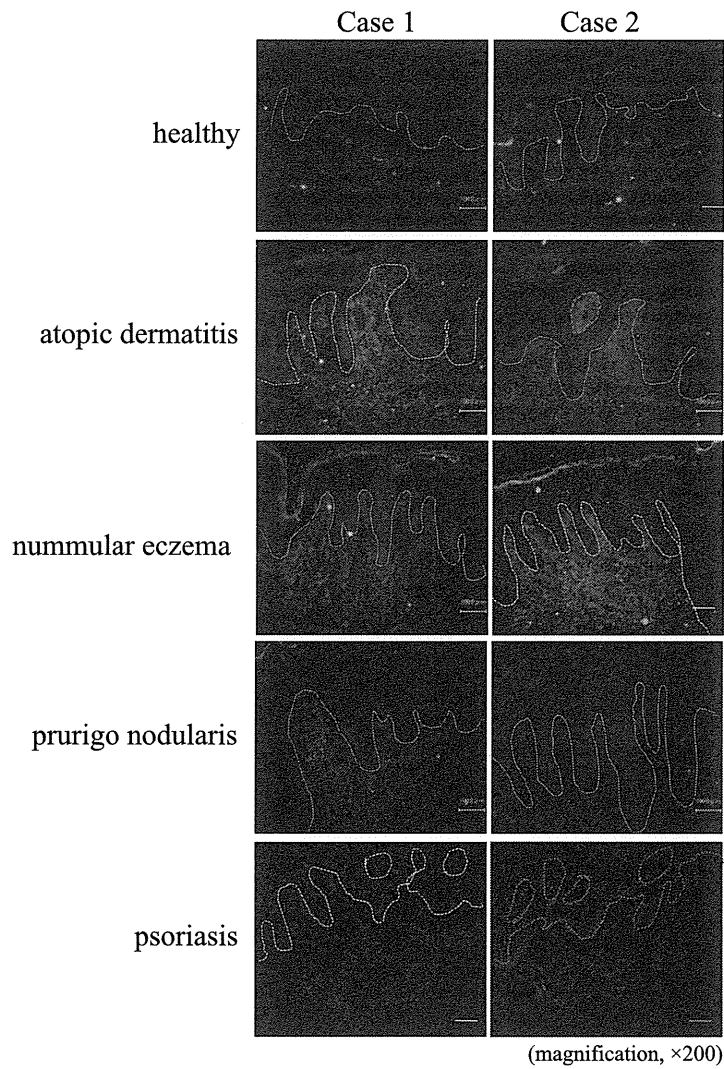 Case 1 Case 2
healthy
atopic dermatitis
nummular eczema
prurigo nodularis
psoriasis
(magnification, ×200)